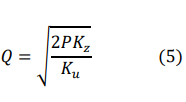 Q = √(2PK_z / K_u) (5)